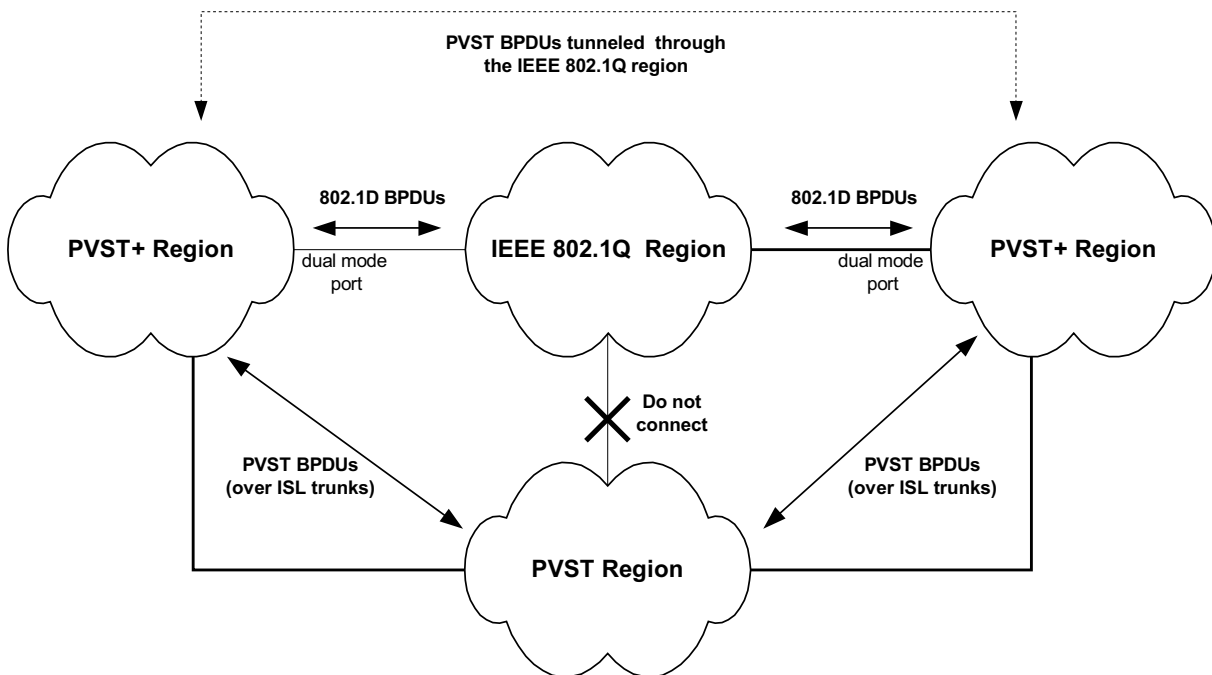 PVST BPDUs tunneled through
the IEEE 802.1Q region
802.1D BPDUs
802.1D BPDUs
PVST+ Region
IEEE 802.1Q Region
PVST+ Region
dual mode
port
dual mode
port
Do not
connect
PVST BPDUs
(over ISL trunks)
PVST BPDUs
(over ISL trunks)
PVST Region